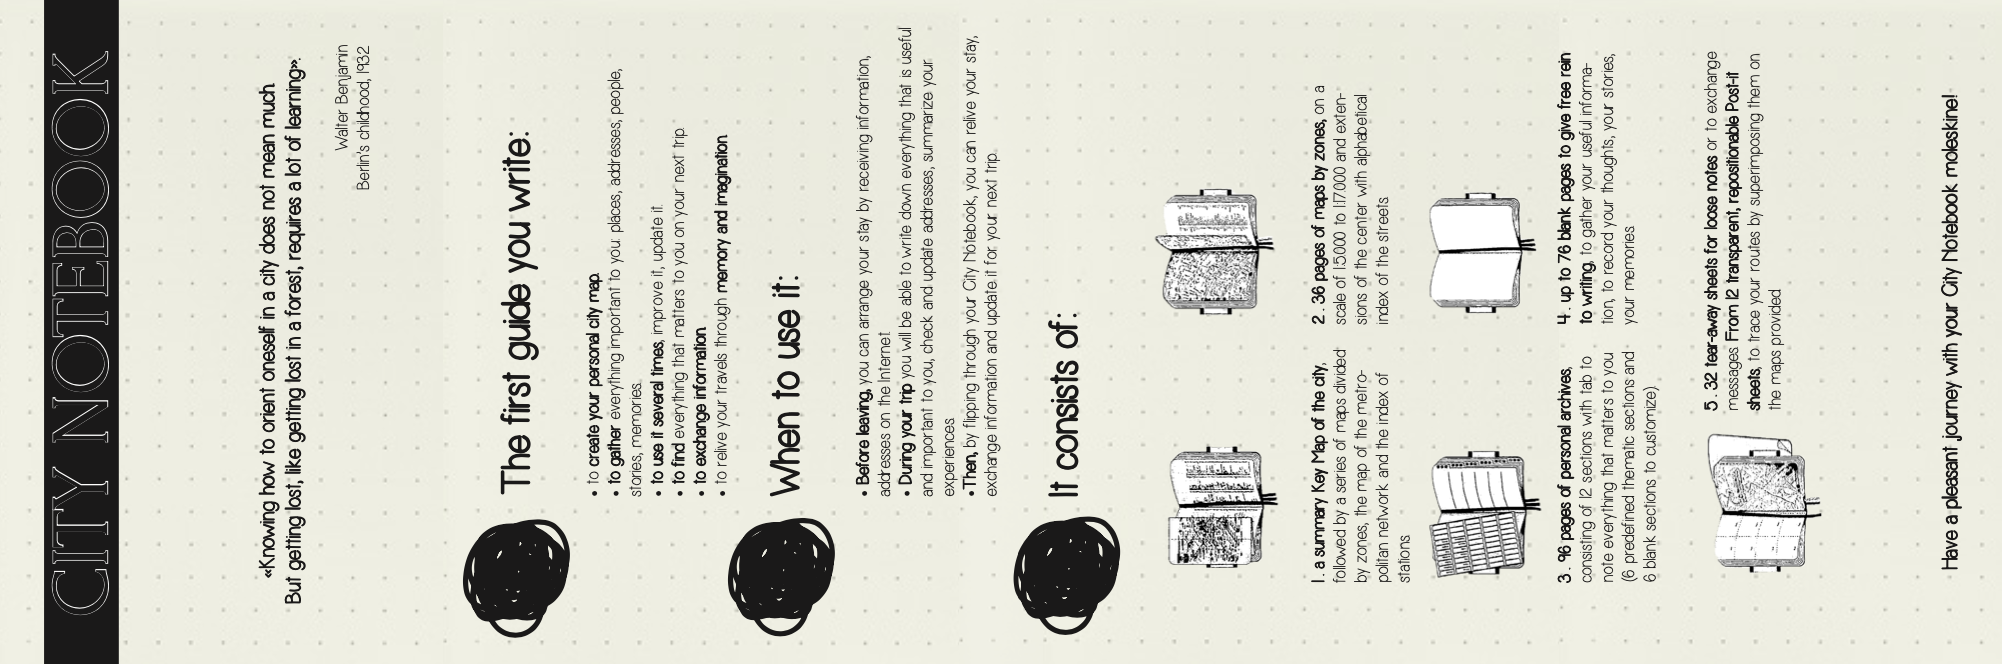 CITY NOTEBOOK
«Knowing how to orient oneself in a city does not mean much.
But getting lost, like getting lost in a forest, requires a lot of learning».
Walter Benjamin
Berlin's childhood, 1932
The first guide you write:
• to create your personal city map.
• to gather everything important to you: places, addresses, people,
stories, memories.
• to use it several times, improve it, update it.
• to find everything that matters to you on your next trip.
• to exchange information.
• to relive your travels through memory and imagination.
When to use it:
• Before leaving, you can arrange your stay by receiving information,
addresses on the Internet.
• During your trip you will be able to write down everything that is useful
and important to you, check and update addresses, summarize your
experiences.
• Then, by flipping through your City Notebook, you can relive your stay,
exchange information and update it for your next trip.
It consists of:
1. a summary Key Map of the city,
followed by a series of maps divided
by zones, the map of the metro-
politan network and the index of
stations
2. 36 pages of maps by zones, on a
scale of 1:5000 to 1:17000 and exten-
sions of the center with alphabetical
index of the streets
3. 96 pages of personal archives,
consisting of 12 sections with tab to
note everything that matters to you
(6 predefined thematic sections and
6 blank sections to customize)
4. up to 76 blank pages to give free rein
to writing, to gather your useful informa-
tion, to record your thoughts, your stories,
your memories
5. 32 tear-away sheets for loose notes or to exchange
messages. From 12 transparent, repositionable Post-it
sheets, to trace your routes by superimposing them on
the maps provided
Have a pleasant journey with your City Notebook moleskine!